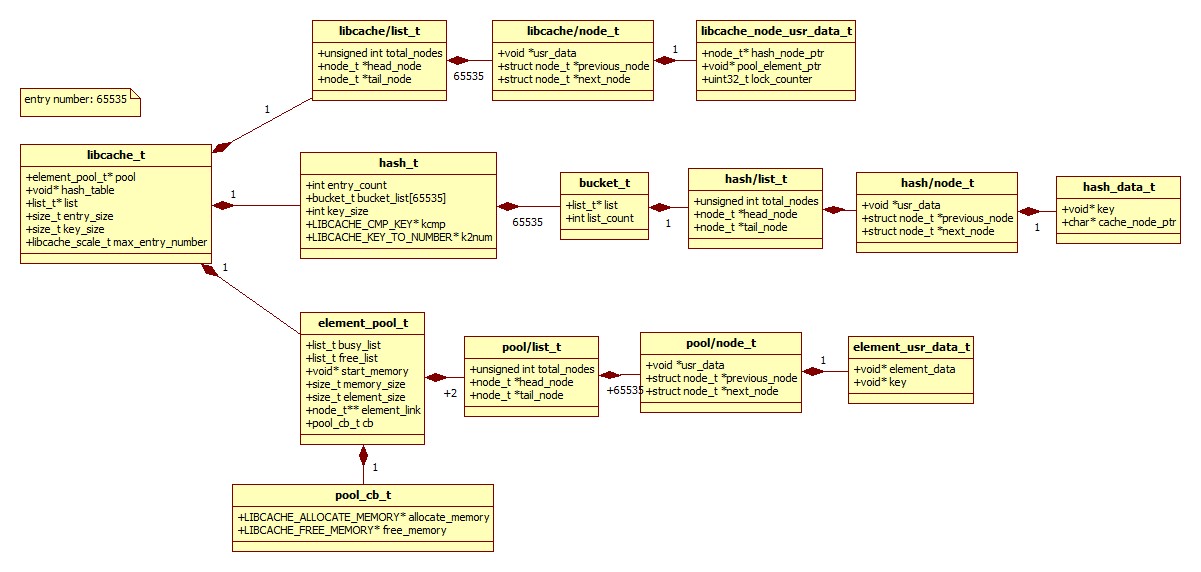 libcache/list_t
+unsigned int total_nodes
+node_t *head_node
+node_t *tail_node
65535
libcache/node_t
+void *usr_data
+struct node_t *previous_node
+struct node_t *next_node
1
libcache_node_usr_data_t
+node_t* hash_node_ptr
+void* pool_element_ptr
+uint32_t lock_counter
entry number: 65535
1
libcache_t
+element_pool_t* pool
+void* hash_table
+list_t* list
+size_t entry_size
+size_t key_size
+libcache_scale_t max_entry_number
1
hash_t
+int entry_count
+bucket_t bucket_list[65535]
+int key_size
+LIBCACHE_CMP_KEY* kcmp
+LIBCACHE_KEY_TO_NUMBER* k2num
65535
bucket_t
+list_t* list
+int list_count
1
hash/list_t
+unsigned int total_nodes
+node_t *head_node
+node_t *tail_node
hash/node_t
+void *usr_data
+struct node_t *previous_node
+struct node_t *next_node
1
hash_data_t
+void* key
+char* cache_node_ptr
1
element_pool_t
+list_t busy_list
+list_t free_list
+void* start_memory
+size_t memory_size
+size_t element_size
+node_t** element_link
+pool_cb_t cb
+2
pool/list_t
+unsigned int total_nodes
+node_t *head_node
+node_t *tail_node
+65535
pool/node_t
+void *usr_data
+struct node_t *previous_node
+struct node_t *next_node
1
element_usr_data_t
+void* element_data
+void* key
1
pool_cb_t
+LIBCACHE_ALLOCATE_MEMORY* allocate_memory
+LIBCACHE_FREE_MEMORY* free_memory